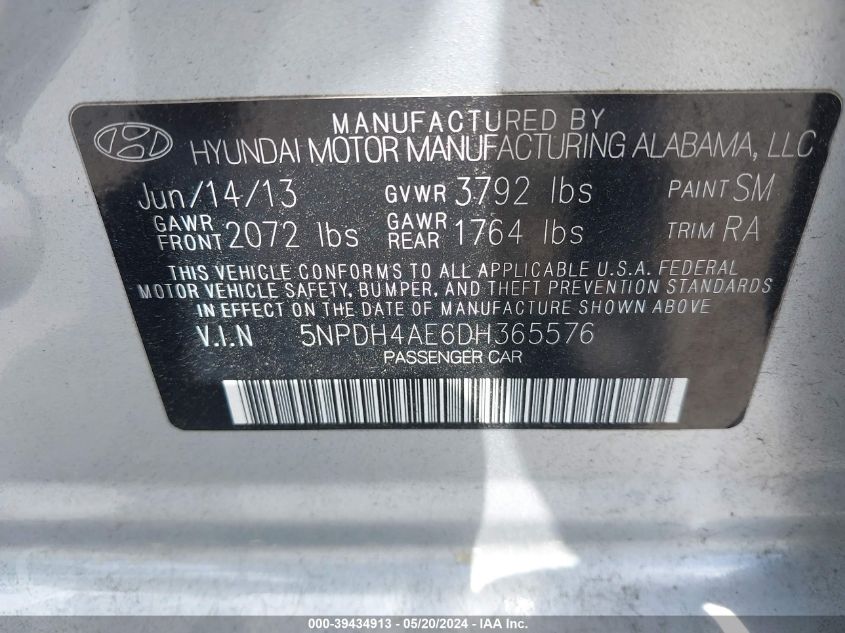 MANUFACTURED BY
HYUNDAI MOTOR MANUFACTURING ALABAMA, LLC
Jun/14/13 GVWR 3792 lbs PAINT SM
GAWR FRONT 2072 lbs GAWR REAR 1764 lbs TRIM RA
THIS VEHICLE CONFORMS TO ALL APPLICABLE U.S.A. FEDERAL
MOTOR VEHICLE SAFETY, BUMPER, AND THEFT PREVENTION STANDARDS
IN EFFECT ON THE DATE OF MANUFACTURE SHOWN ABOVE
V.I.N 5NPDH4AE6DH365576
PASSENGER CAR
000-39434913 - 05/20/2024 - IAA Inc.